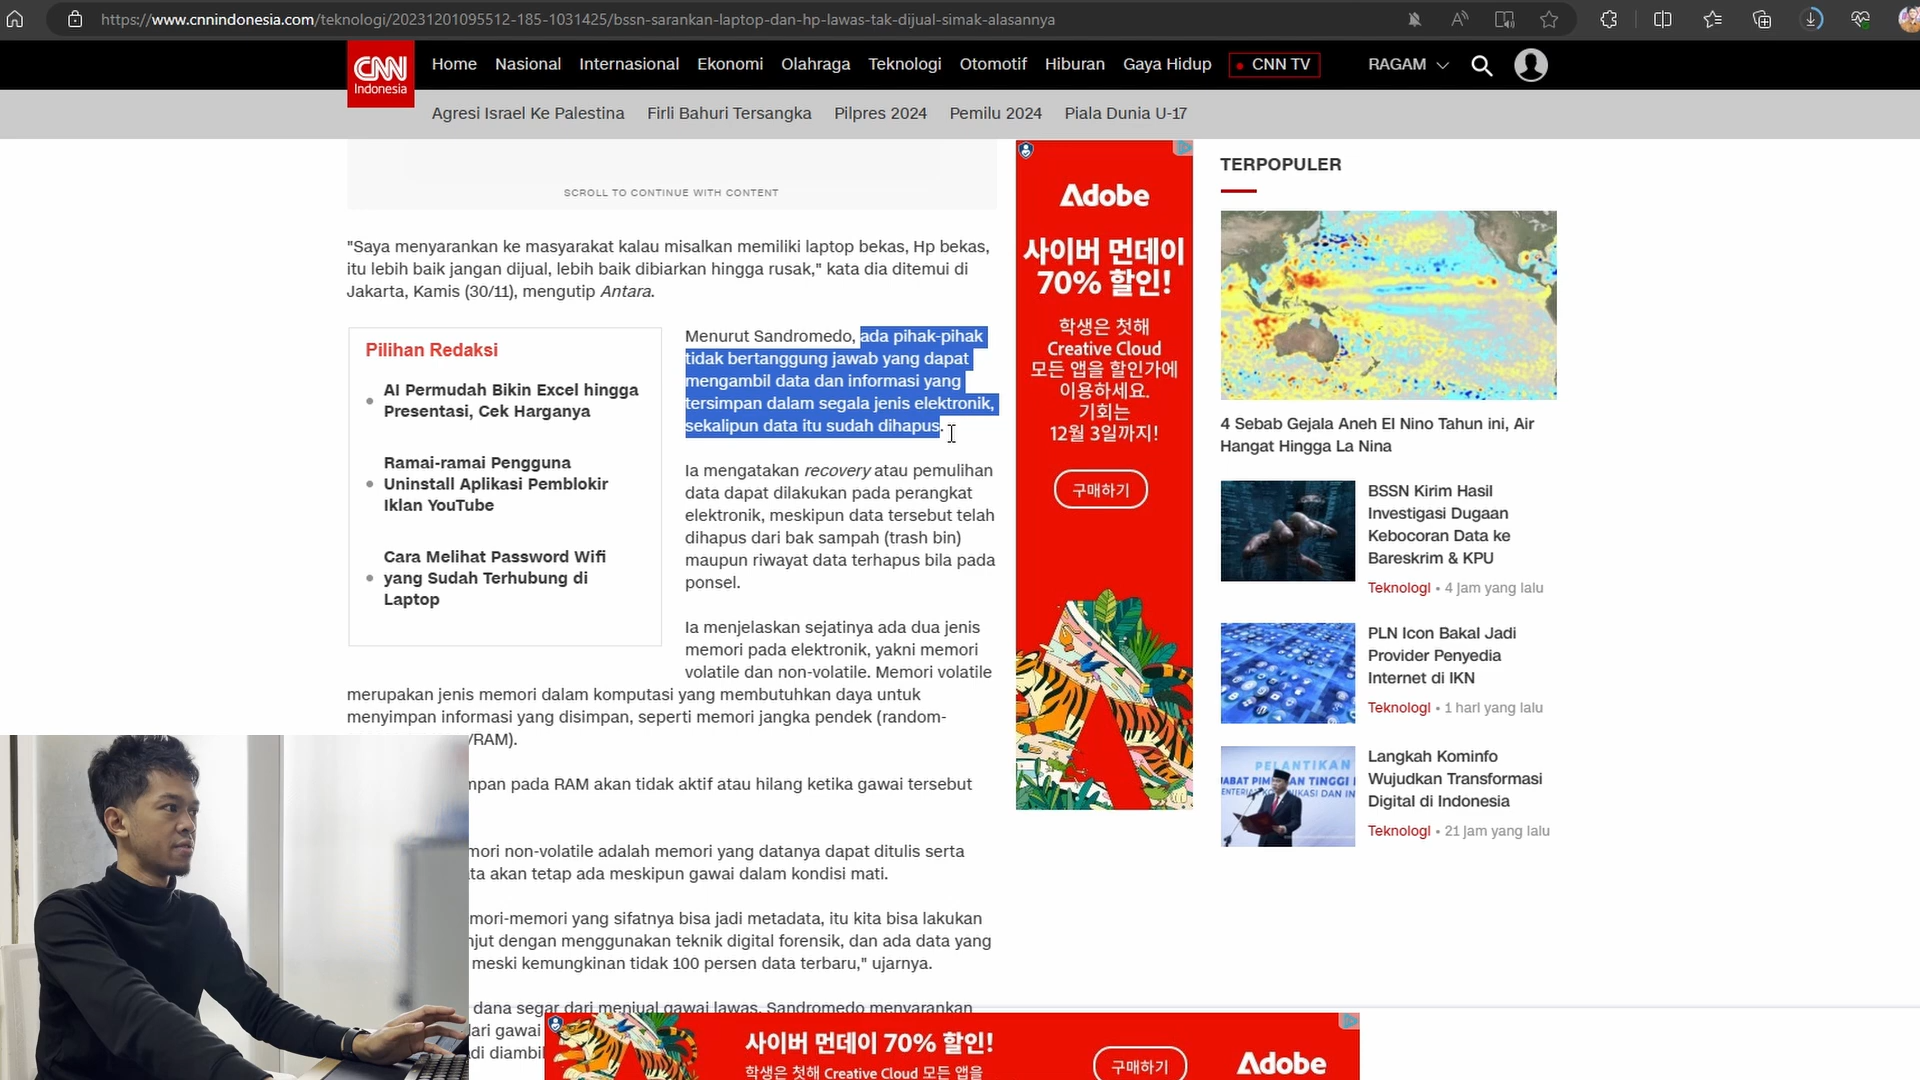 https://www.cnnindonesia.com/teknologi/20231201095512-185-1031425/bssn-sarankan-laptop-dan-hp-lawas-tak-dijual-simak-alasannya
CNN
Indonesia
Home Nasional Internasional Ekonomi Olahraga Teknologi Otomotif Hiburan Gaya Hidup CNN TV RAGAM
Agresi Israel Ke Palestina Firli Bahuri Tersangka Pilpres 2024 Pemilu 2024 Piala Dunia U-17
SCROLL TO CONTINUE WITH CONTENT
"Saya menyarankan ke masyarakat kalau misalkan memiliki laptop bekas, Hp bekas,
itu lebih baik jangan dijual, lebih baik dibiarkan hingga rusak," kata dia ditemui di
Jakarta, Kamis (30/11), mengutip Antara.
Pilihan Redaksi
AI Permudah Bikin Excel hingga
Presentasi, Cek Harganya
Ramai-ramai Pengguna
Uninstall Aplikasi Pemblokir
Iklan YouTube
Cara Melihat Password Wifi
yang Sudah Terhubung di
Laptop
Menurut Sandromedo, ada pihak-pihak
tidak bertanggung jawab yang dapat
mengambil data dan informasi yang
tersimpan dalam segala jenis elektronik,
sekalipun data itu sudah dihapus.
Ia mengatakan recovery atau pemulihan
data dapat dilakukan pada perangkat
elektronik, meskipun data tersebut telah
dihapus dari bak sampah (trash bin)
maupun riwayat data terhapus bila pada
ponsel.
Ia menjelaskan sejatinya ada dua jenis
memori pada elektronik, yakni memori
volatile dan non-volatile. Memori volatile
merupakan jenis memori dalam komputasi yang membutuhkan daya untuk
menyimpan informasi yang disimpan, seperti memori jangka pendek (random-
/RAM).
mpan pada RAM akan tidak aktif atau hilang ketika gawai tersebut
mori non-volatile adalah memori yang datanya dapat ditulis serta
ta akan tetap ada meskipun gawai dalam kondisi mati.
mori-memori yang sifatnya bisa jadi metadata, itu kita bisa lakukan
njut dengan menggunakan teknik digital forensik, dan ada data yang
meski kemungkinan tidak 100 persen data terbaru," ujarnya.
dana segar dari menjual gawai lawas, Sandromedo menyarankan
dari gawai
di diambil
Adobe
사이버 먼데이
70% 할인!
학생은 첫해
Creative Cloud
모든 앱을 할인가에
이용하세요.
기회는
12월 3일까지!
구매하기
TERPOPULER
4 Sebab Gejala Aneh El Nino Tahun ini, Air
Hangat Hingga La Nina
BSSN Kirim Hasil
Investigasi Dugaan
Kebocoran Data ke
Bareskrim & KPU
Teknologi • 4 jam yang lalu
PLN Icon Bakal Jadi
Provider Penyedia
Internet di IKN
Teknologi • 1 hari yang lalu
PELANTIKAN
Langkah Kominfo
Wujudkan Transformasi
Digital di Indonesia
Teknologi • 21 jam yang lalu
사이버 먼데이 70% 할인!
학생은 첫해 Creative Cloud 모든 앱을
구매하기
Adobe